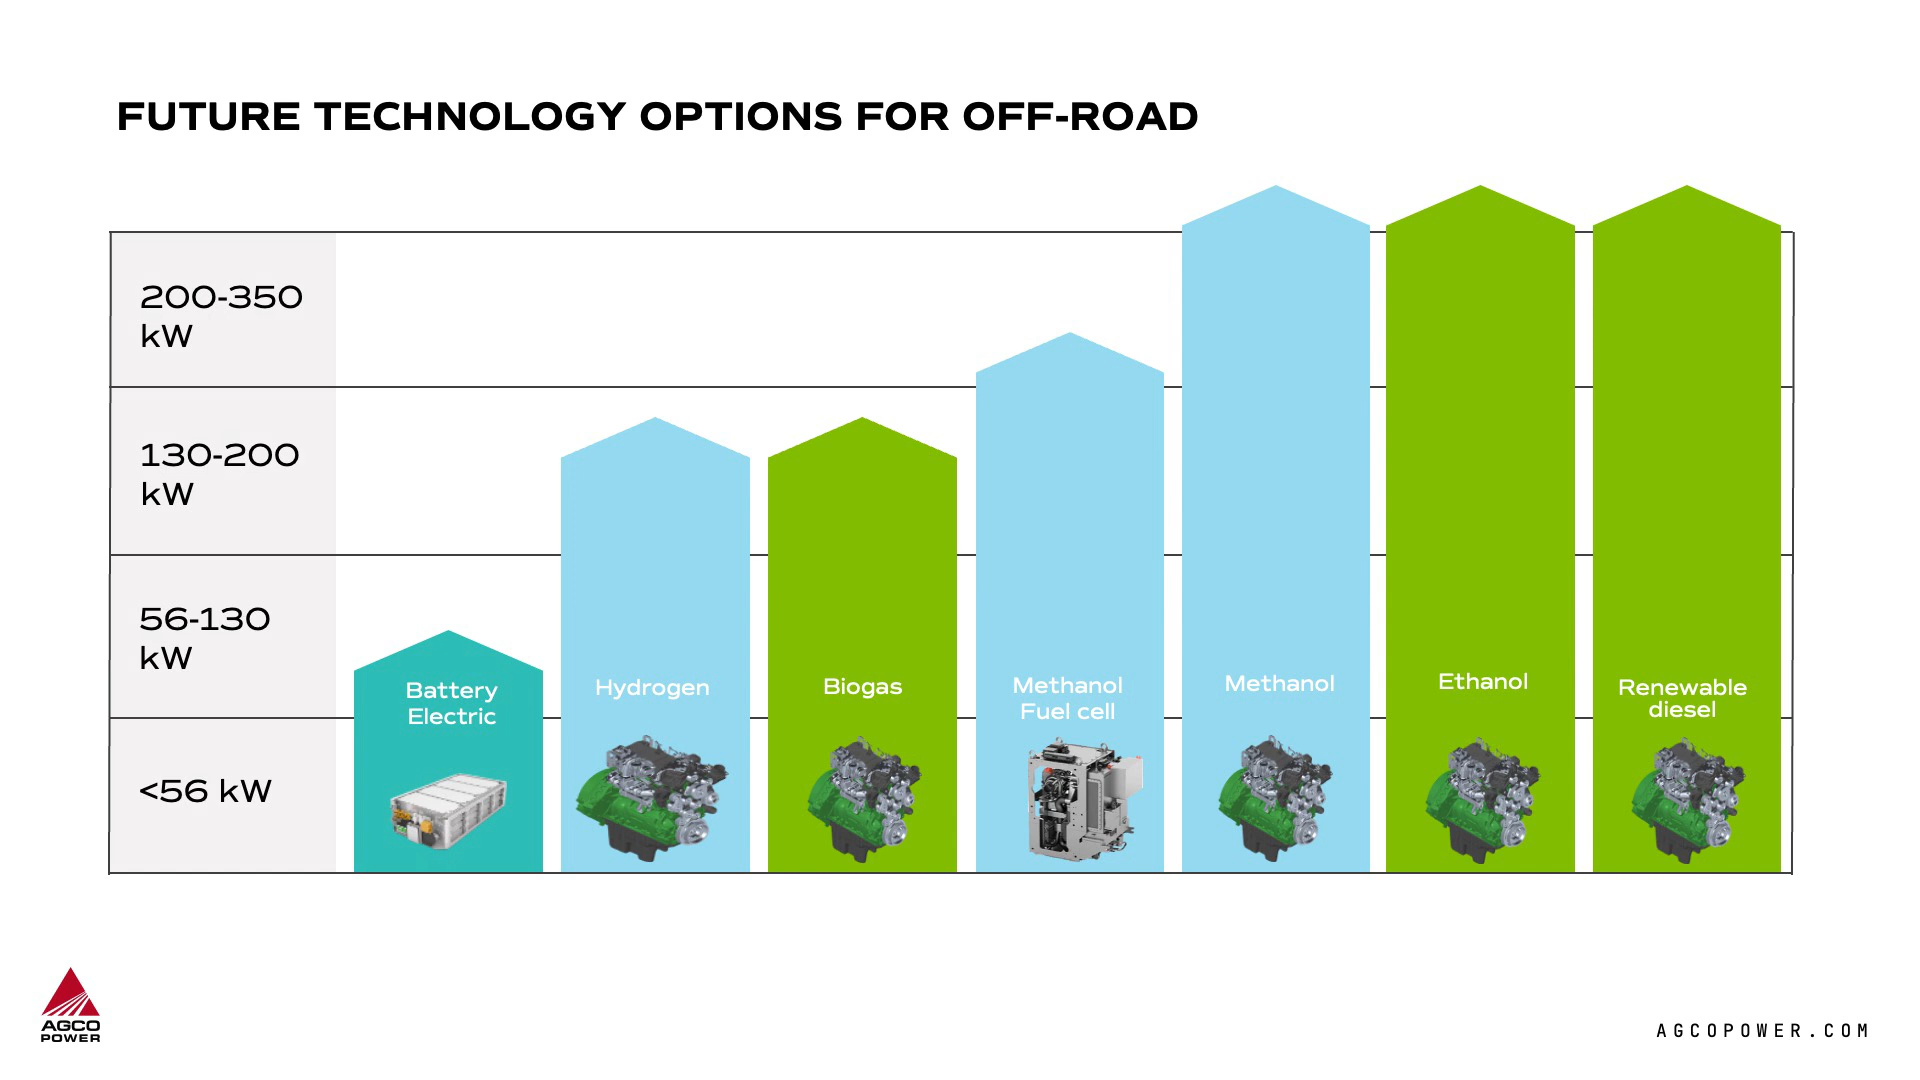 FUTURE TECHNOLOGY OPTIONS FOR OFF-ROAD
200-350
kW
130-200
kW
56-130
kW
<56 kW
Battery
Electric
Hydrogen
Biogas
Methanol
Fuel cell
Methanol
Ethanol
Renewable
diesel
AGCO
POWER
AGCOPOWER.COM